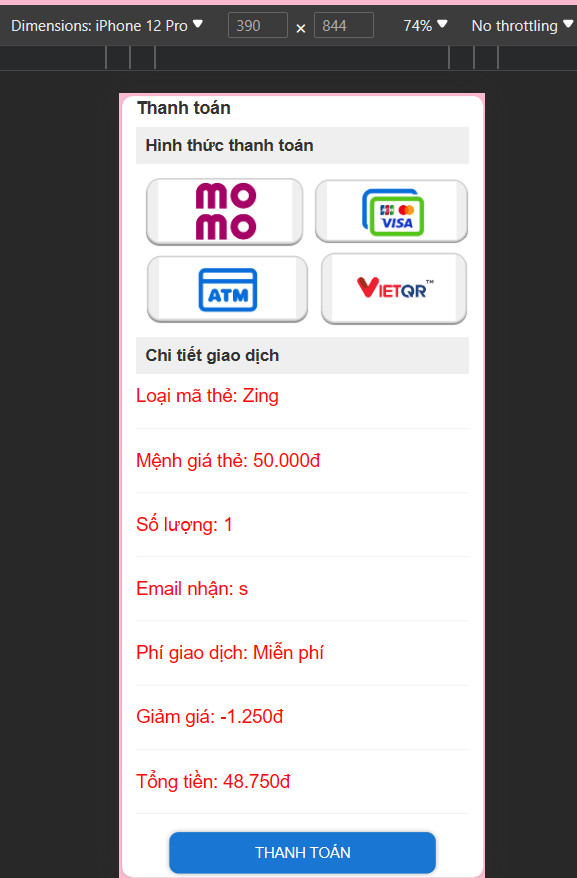 Dimensions: iPhone 12 Pro 390 × 844 74% No throttling
Thanh toán
Hình thức thanh toán
mo
mo
JCB VISA
ATM
VIETQR™
Chi tiết giao dịch
Loại mã thẻ: Zing
Mệnh giá thẻ: 50.000đ
Số lượng: 1
Email nhận: s
Phí giao dịch: Miễn phí
Giảm giá: -1.250đ
Tổng tiền: 48.750đ
THANH TOÁN